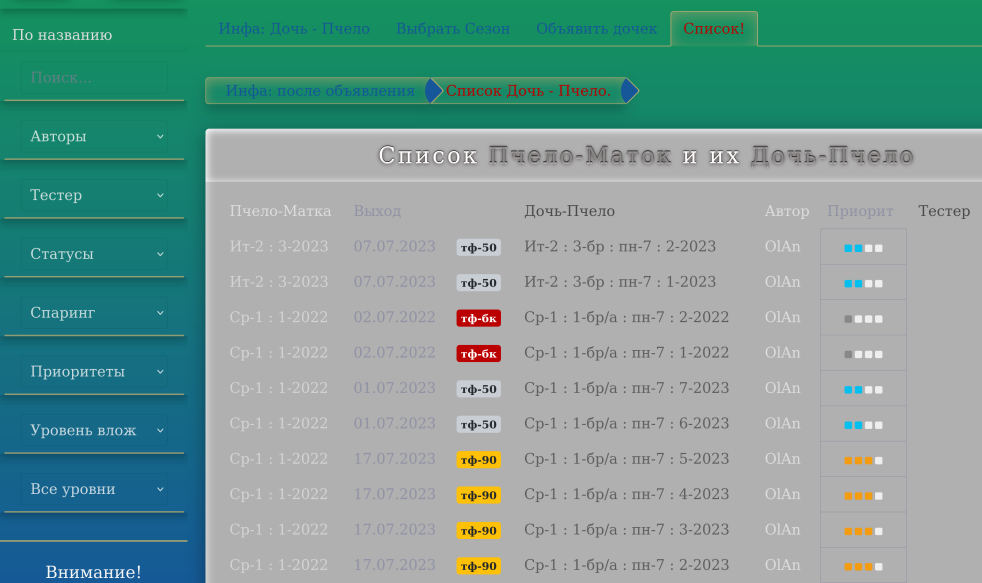 По названию
Поиск...
Авторы
Тестер
Статусы
Спаринг
Приоритеты
Уровень влож
Все уровни
Внимание!
Инфа: Дочь - Пчело Выбрать Сезон Объявить дочек Список!
Инфа: после объявления Список Дочь - Пчело.
Список Пчело-Маток и их Дочь-Пчело
Пчело-Матка Выход Дочь-Пчело Автор Приорит Тестер
Ит-2 : 3-2023 07.07.2023 тф-50 Ит-2 : 3-бр : пн-7 : 2-2023 OlAn
Ит-2 : 3-2023 07.07.2023 тф-50 Ит-2 : 3-бр : пн-7 : 1-2023 OlAn
Ср-1 : 1-2022 02.07.2022 тф-бк Ср-1 : 1-бр/а : пн-7 : 2-2022 OlAn
Ср-1 : 1-2022 02.07.2022 тф-бк Ср-1 : 1-бр/а : пн-7 : 1-2022 OlAn
Ср-1 : 1-2022 01.07.2023 тф-50 Ср-1 : 1-бр/а : пн-7 : 7-2023 OlAn
Ср-1 : 1-2022 01.07.2023 тф-50 Ср-1 : 1-бр/а : пн-7 : 6-2023 OlAn
Ср-1 : 1-2022 17.07.2023 тф-90 Ср-1 : 1-бр/а : пн-7 : 5-2023 OlAn
Ср-1 : 1-2022 17.07.2023 тф-90 Ср-1 : 1-бр/а : пн-7 : 4-2023 OlAn
Ср-1 : 1-2022 17.07.2023 тф-90 Ср-1 : 1-бр/а : пн-7 : 3-2023 OlAn
Ср-1 : 1-2022 17.07.2023 тф-90 Ср-1 : 1-бр/а : пн-7 : 2-2023 OlAn